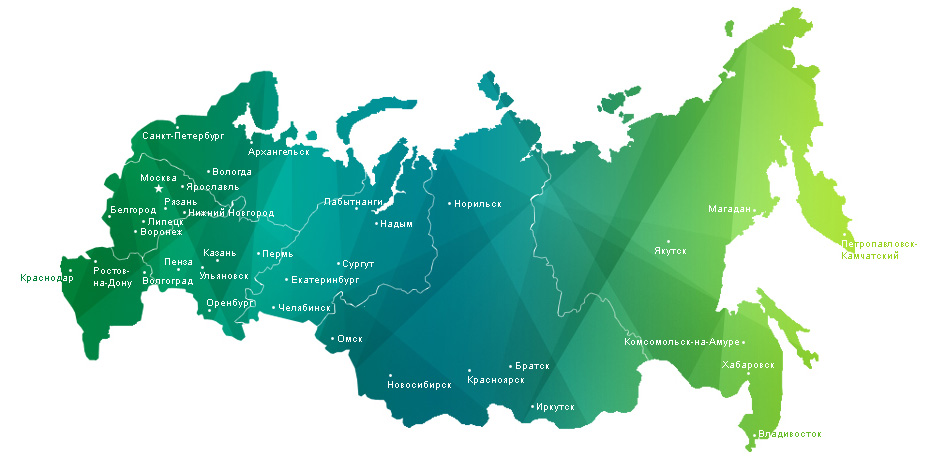 Санкт-Петербург
Архангельск
Вологда
Москва
Ярославль
Рязань
Лабытнанги
Норильск
Белгород
Нижний Новгород
Магадан
Липецк
Надым
Воронеж
Петропавловск-
Камчатский
Якутск
Казань
Пермь
Пенза
Сургут
Ростов-
на-Дону
Краснодар
Ульяновск
Волгоград
Екатеринбург
Оренбург
Челябинск
Омск
Комсомольск-на-Амуре
Братск
Хабаровск
Красноярск
Новосибирск
Иркутск
Владивосток